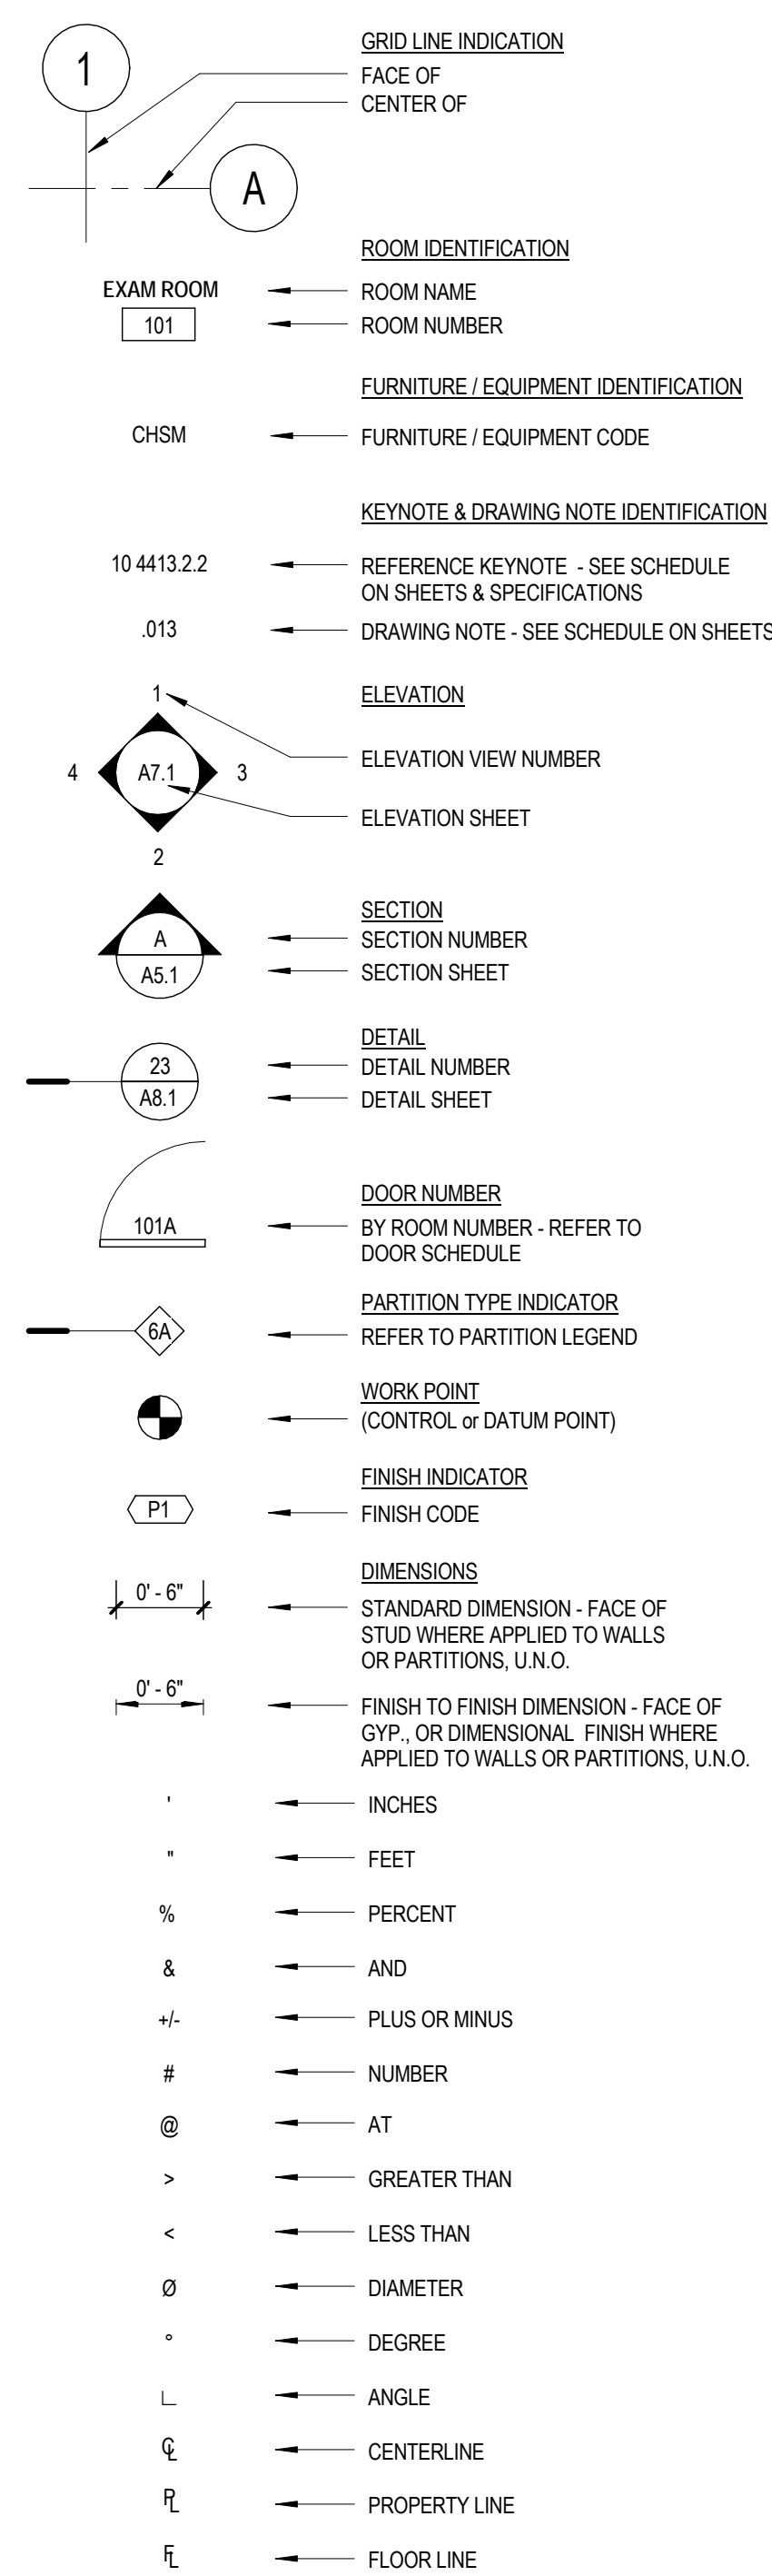 1
GRID LINE INDICATION
FACE OF
CENTER OF
A
ROOM IDENTIFICATION
EXAM ROOM ROOM NAME
101 ROOM NUMBER
FURNITURE / EQUIPMENT IDENTIFICATION
CHSM FURNITURE / EQUIPMENT CODE
KEYNOTE & DRAWING NOTE IDENTIFICATION
10 4413.2.2 REFERENCE KEYNOTE - SEE SCHEDULE
ON SHEETS & SPECIFICATIONS
.013 DRAWING NOTE - SEE SCHEDULE ON SHEETS
1 ELEVATION
ELEVATION VIEW NUMBER
4 A7.1 3
ELEVATION SHEET
2
SECTION
A SECTION NUMBER
A5.1 SECTION SHEET
DETAIL
23 DETAIL NUMBER
A8.1 DETAIL SHEET
DOOR NUMBER
101A BY ROOM NUMBER - REFER TO
DOOR SCHEDULE
PARTITION TYPE INDICATOR
6A REFER TO PARTITION LEGEND
WORK POINT
(CONTROL or DATUM POINT)
FINISH INDICATOR
P1 FINISH CODE
DIMENSIONS
0' - 6" STANDARD DIMENSION - FACE OF
STUD WHERE APPLIED TO WALLS
OR PARTITIONS, U.N.O.
0' - 6" FINISH TO FINISH DIMENSION - FACE OF
GYP., OR DIMENSIONAL FINISH WHERE
APPLIED TO WALLS OR PARTITIONS, U.N.O.
' INCHES
" FEET
% PERCENT
& AND
+/- PLUS OR MINUS
# NUMBER
@ AT
> GREATER THAN
< LESS THAN
Ø DIAMETER
° DEGREE
∟ ANGLE
℄ CENTERLINE
PL PROPERTY LINE
FL FLOOR LINE